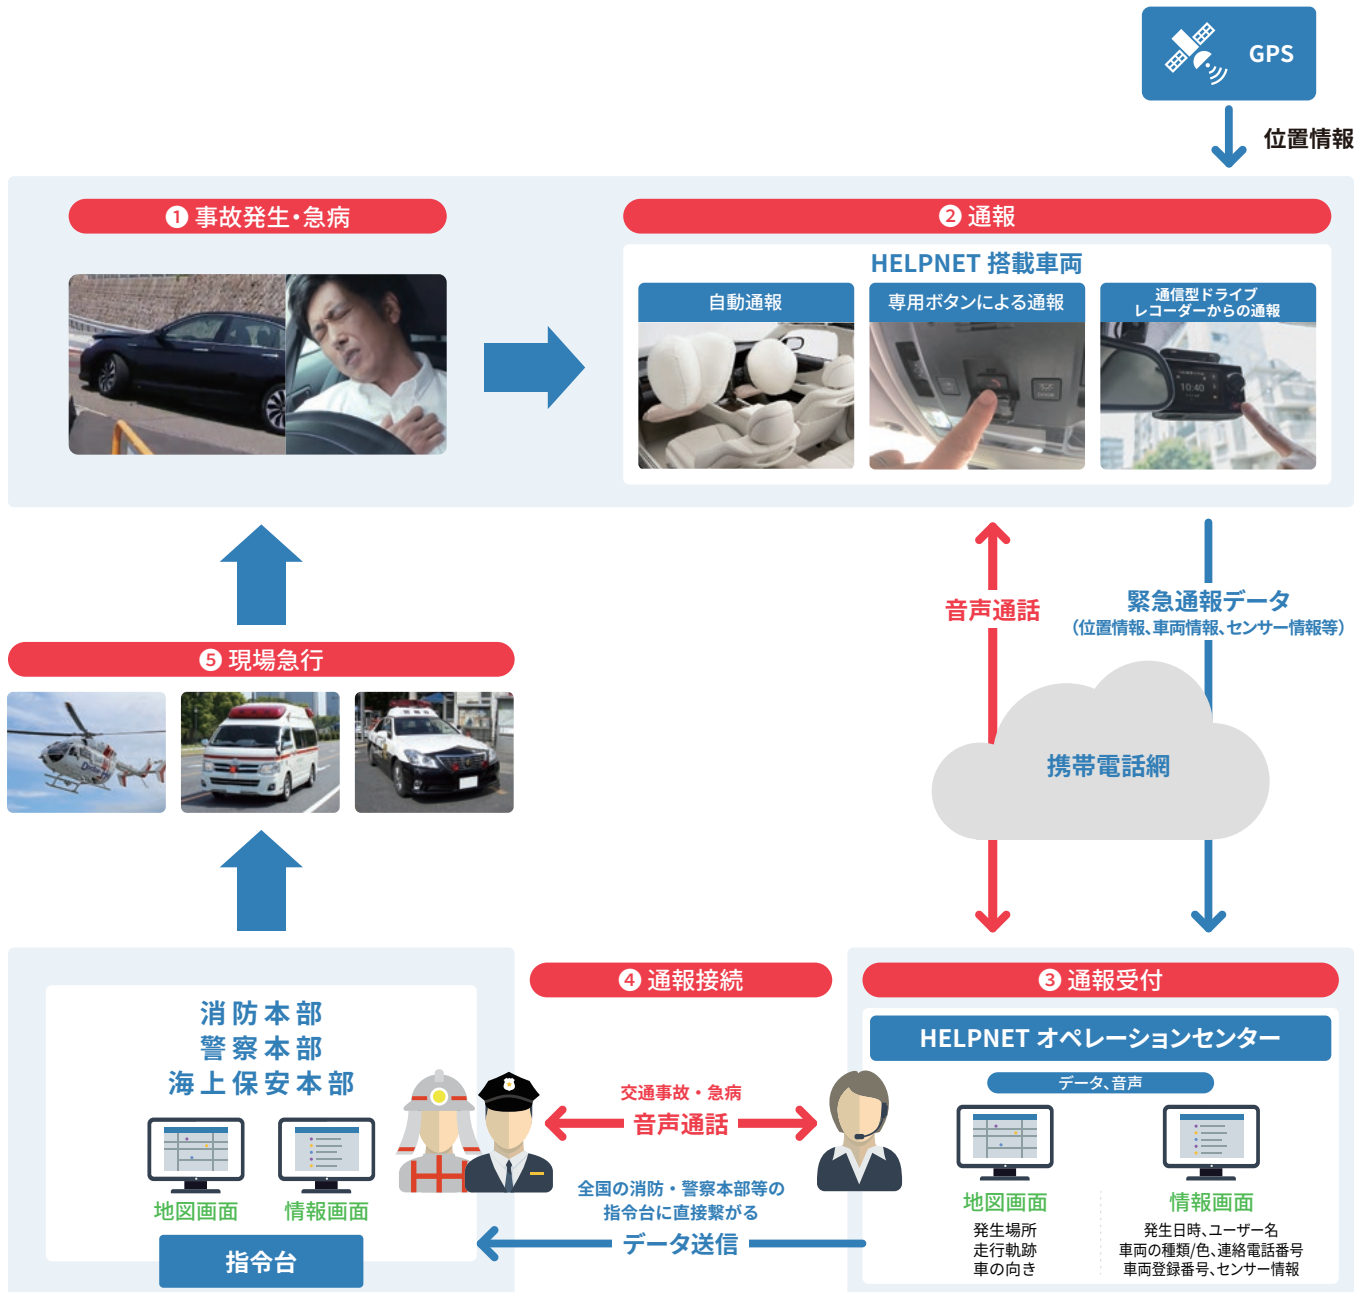 GPS
位置情報
❶ 事故発生・急病
❷ 通報
HELPNET 搭載車両
自動通報
専用ボタンによる通報
通信型ドライブ
レコーダーからの通報
10:40
音声通話
緊急通報データ
（位置情報、車両情報、センサー情報等）
携帯電話網
❺ 現場急行
消防本部
警察本部
海上保安本部
地図画面
情報画面
指令台
❹ 通報接続
交通事故・急病
音声通話
全国の消防・警察本部等の
指令台に直接繋がる
データ送信
❸ 通報受付
HELPNET オペレーションセンター
データ、音声
地図画面
発生場所
走行軌跡
車の向き
情報画面
発生日時、ユーザー名
車両の種類/色、連絡電話番号
車両登録番号、センサー情報